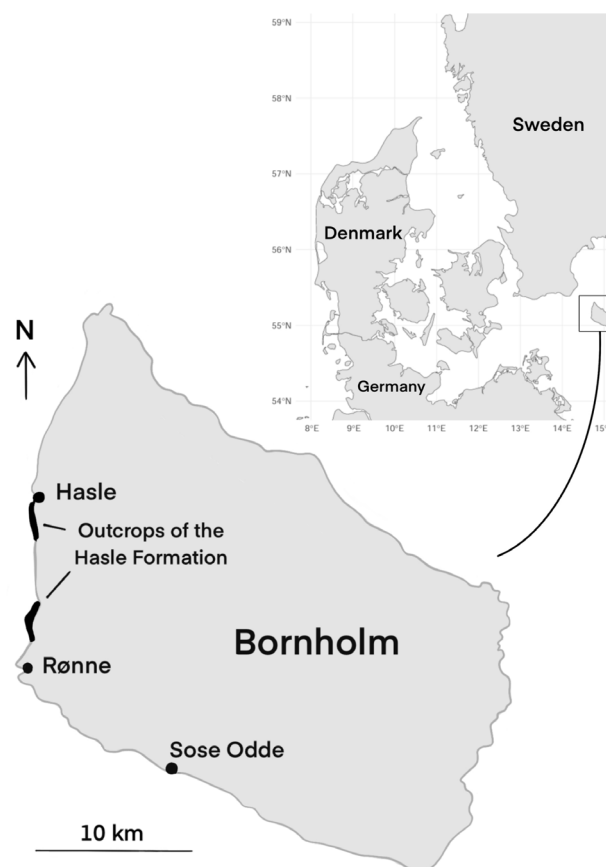 59°N
58°N
Sweden
57°N
Denmark
56°N
55°N
Germany
54°N
8°E 9°E 10°E 11°E 12°E 13°E 14°E
N
Hasle
Outcrops of the
Hasle Formation
Bornholm
Rønne
Sose Odde
10 km